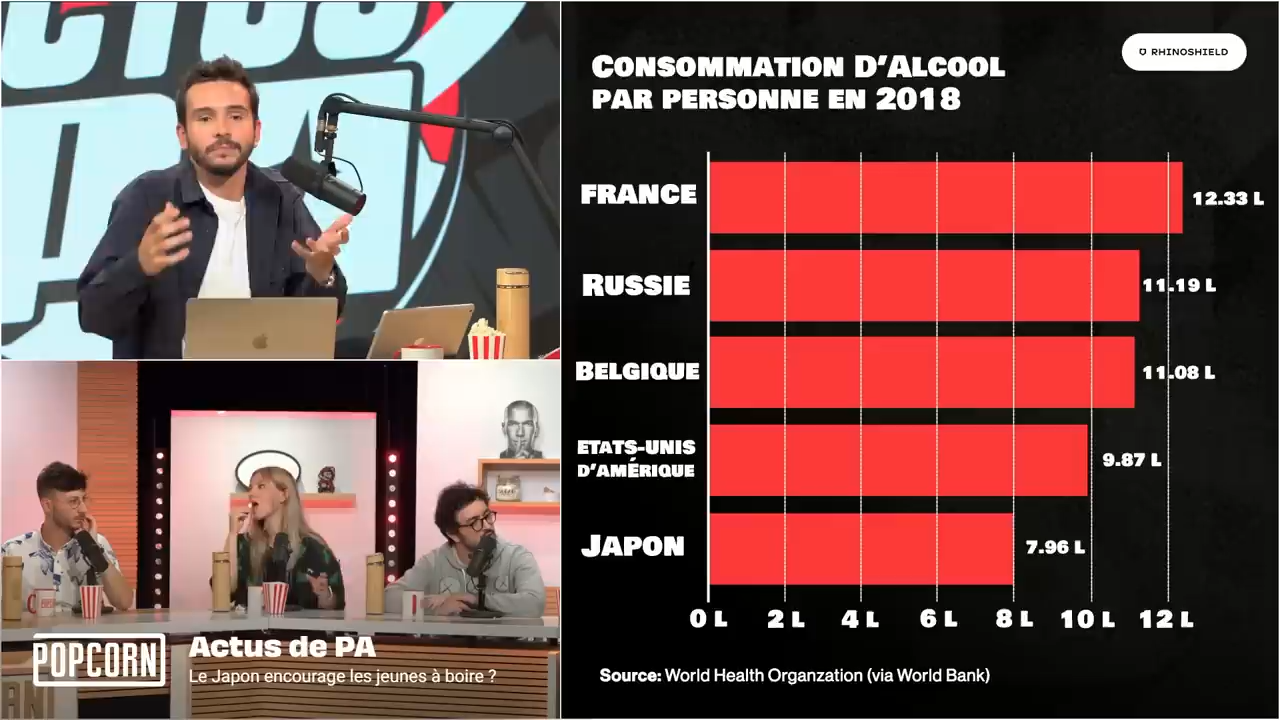 CONSOMMATION D'ALCOOL
PAR PERSONNE EN 2018
RHINOSHIELD
FRANCE
12.33 L
RUSSIE
11.19 L
BELGIQUE
11.08 L
ETATS-UNIS
D'AMÉRIQUE
9.87 L
JAPON
7.96 L
0 L 2 L 4 L 6 L 8 L 10 L 12 L
Source: World Health Organzation (via World Bank)
POPCORN
Actus de PA
Le Japon encourage les jeunes à boire ?